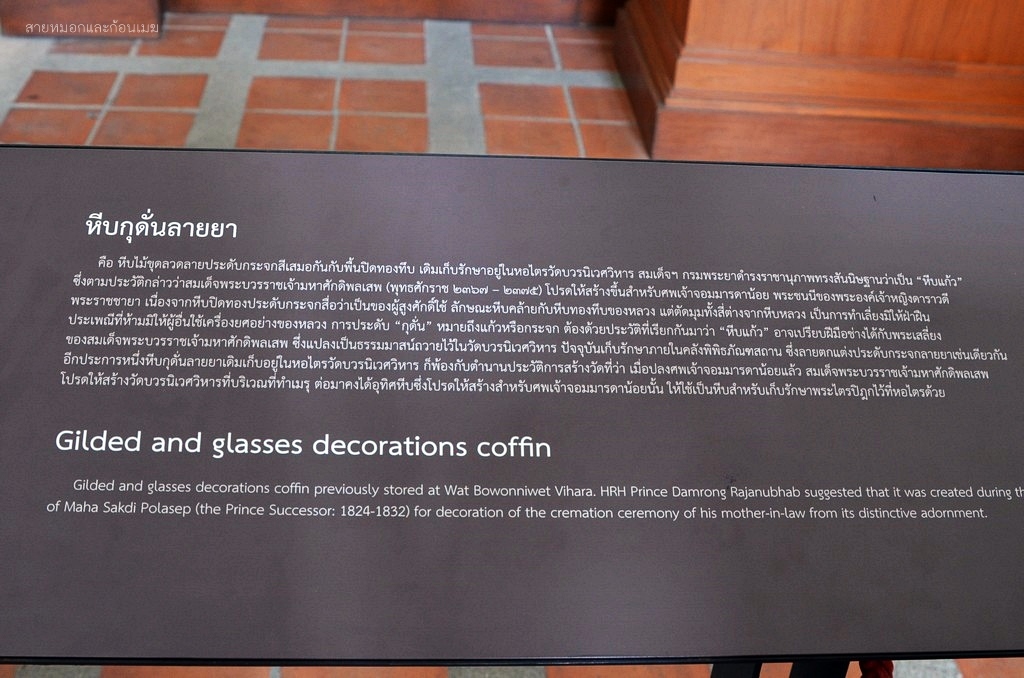 สายหมอกและก้อนเมฆ
หีบกุดั่นลายยา
คือ หีบไม้ขุดลวดลายประดับกระจกสีเสมอกันกับพื้นปิดทองทึบ เดิมเก็บรักษาอยู่ในหอไตรวัดบวรนิเวศวิหาร สมเด็จฯ กรมพระยาดำรงราชานุภาพทรงสันนิษฐานว่าเป็น “หีบแก้ว”
ซึ่งตามประวัติกล่าวว่าสมเด็จพระบวรราชเจ้ามหาศักดิพลเสพ (พุทธศักราช ๒๓๖๗ – ๒๓๗๕) โปรดให้สร้างขึ้นสำหรับศพเจ้าจอมมารดาน้อย พระชนนีของพระองค์เจ้าหญิงดาราวดี
พระราชชายา เนื่องจากหีบปิดทองประดับกระจกสื่อว่าเป็นของผู้สูงศักดิ์ใช้ ลักษณะหีบคล้ายกับหีบทองทึบของหลวง แต่ตัดมุมทั้งสี่ต่างจากหีบหลวง เป็นการทำเลี่ยงมิให้ฝ่าฝืน
ประเพณีที่ห้ามมิให้ผู้อื่นใช้เครื่องยศอย่างของหลวง การประดับ “กุดั่น” หมายถึงแก้วหรือกระจก ต้องด้วยประวัติที่เรียกกันมาว่า “หีบแก้ว” อาจเปรียบฝีมือช่างได้กับพระเสลี่ยง
ของสมเด็จพระบวรราชเจ้ามหาศักดิพลเสพ ซึ่งแปลงเป็นธรรมมาสน์ถวายไว้ในวัดบวรนิเวศวิหาร ปัจจุบันเก็บรักษาภายในคลังพิพิธภัณฑสถาน ซึ่งลายตกแต่งประดับกระจกลายยาเช่นเดียวกัน
อีกประการหนึ่งหีบกุดั่นลายยาเดิมเก็บอยู่ในหอไตรวัดบวรนิเวศวิหาร ก็พ้องกับตำนานประวัติการสร้างวัดที่ว่า เมื่อปลงศพเจ้าจอมมารดาน้อยแล้ว สมเด็จพระบวรราชเจ้ามหาศักดิพลเสพ
โปรดให้สร้างวัดบวรนิเวศวิหารที่บริเวณที่ทำเมรุ ต่อมาคงได้อุทิศหีบซึ่งโปรดให้สร้างสำหรับศพเจ้าจอมมารดาน้อยนั้น ให้ใช้เป็นหีบสำหรับเก็บรักษาพระไตรปิฎกไว้ที่หอไตรด้วย
Gilded and glasses decorations coffin
Gilded and glasses decorations coffin previously stored at Wat Bowonniwet Vihara. HRH Prince Damrong Rajanubhab suggested that it was created during th
of Maha Sakdi Polasep (the Prince Successor: 1824-1832) for decoration of the cremation ceremony of his mother-in-law from its distinctive adornment.